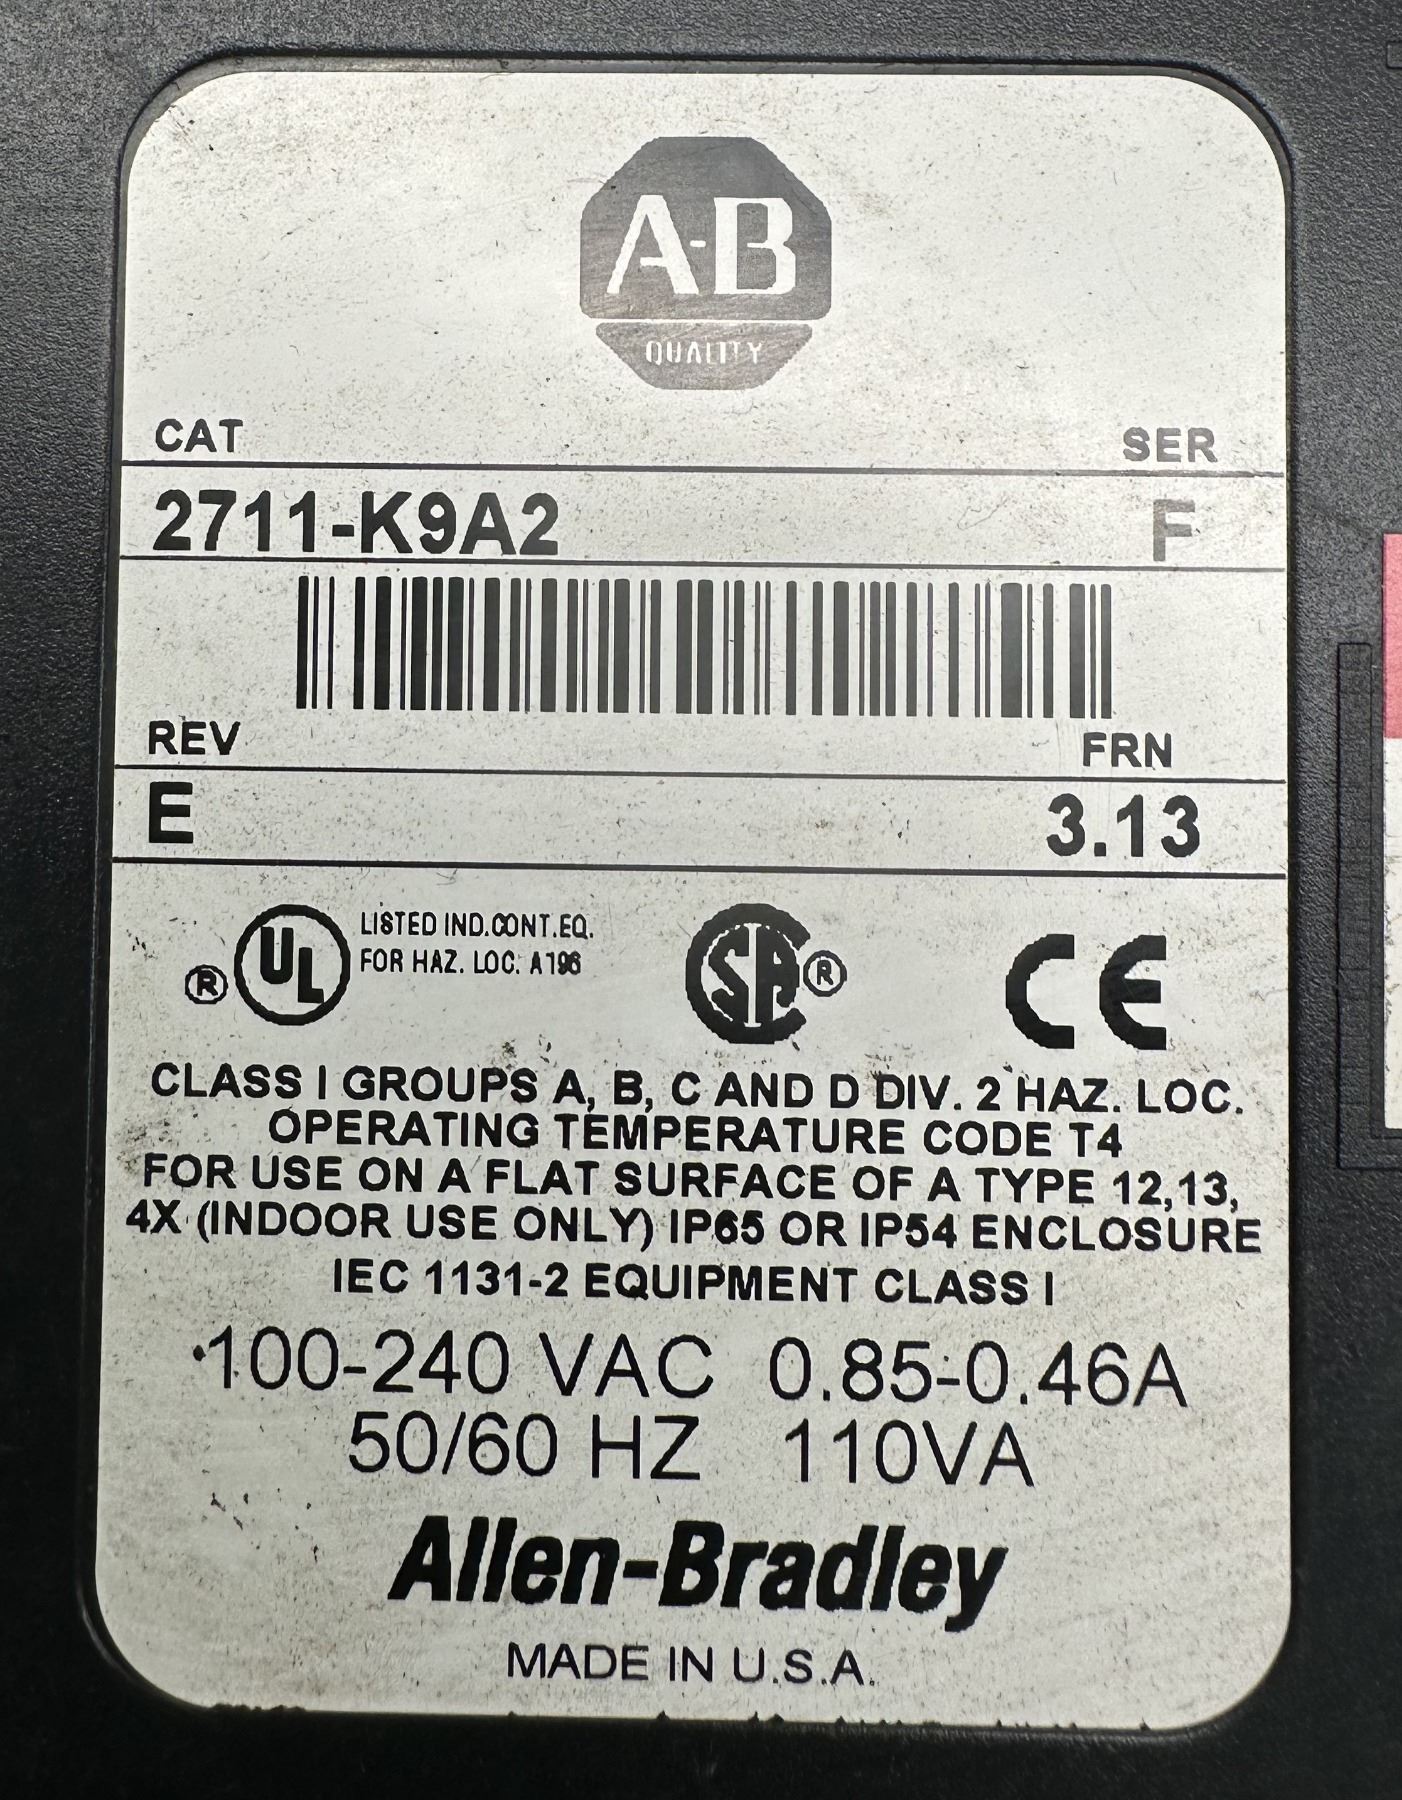 A-B
QUALITY
CAT SER
2711-K9A2 F
REV FRN
E 3.13
® UL LISTED IND.CONT.EQ.
FOR HAZ. LOC. A196
SA ® CE
CLASS I GROUPS A, B, C AND D DIV. 2 HAZ. LOC.
OPERATING TEMPERATURE CODE T4
FOR USE ON A FLAT SURFACE OF A TYPE 12,13,
4X (INDOOR USE ONLY) IP65 OR IP54 ENCLOSURE
IEC 1131-2 EQUIPMENT CLASS I
100-240 VAC 0.85-0.46A
50/60 HZ 110VA
Allen-Bradley
MADE IN U.S.A.